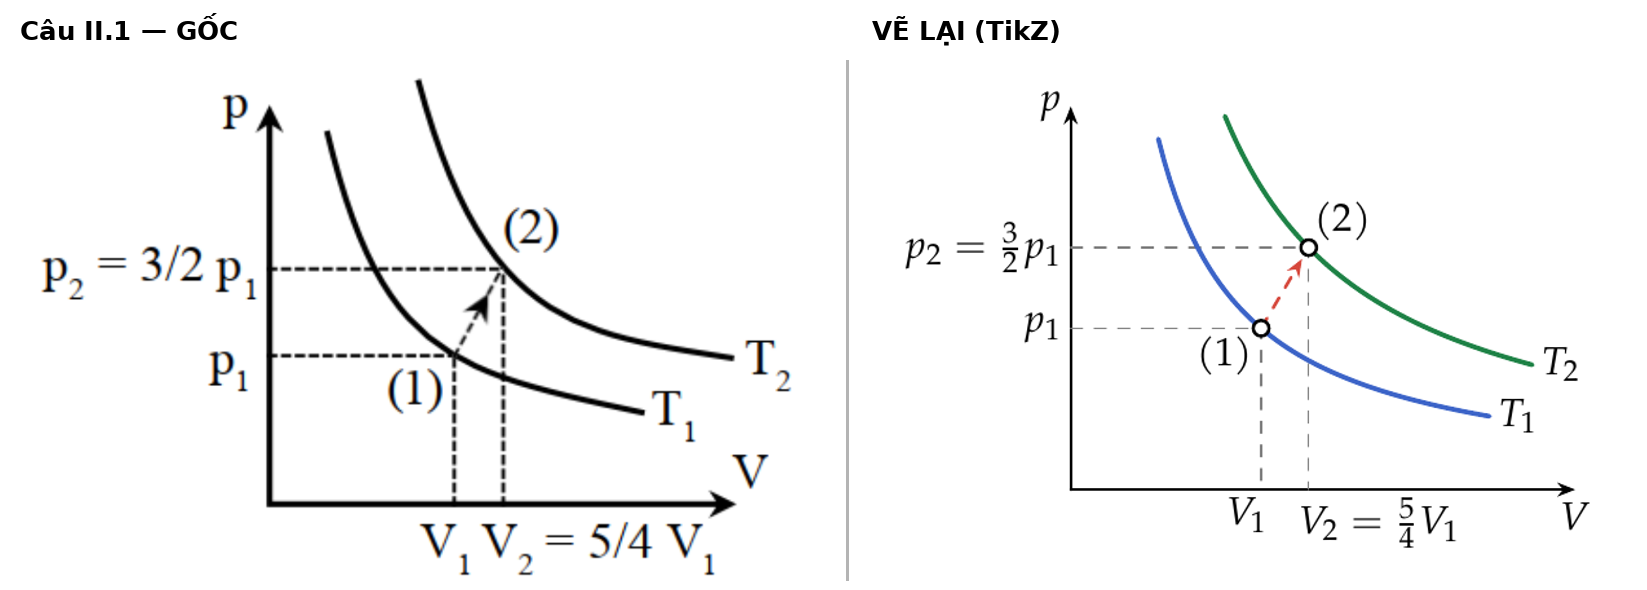 Câu II.1 — GỐC
p
(2)
p₂ = 3/2 p₁
p₁
(1)
T₂
T₁
V
V₁ V₂ = 5/4 V₁
VẼ LẠI (TikZ)
p
(2)
p₂ = 3/2 p₁
p₁
(1)
T₂
T₁
V₁ V₂ = 5/4 V₁ V